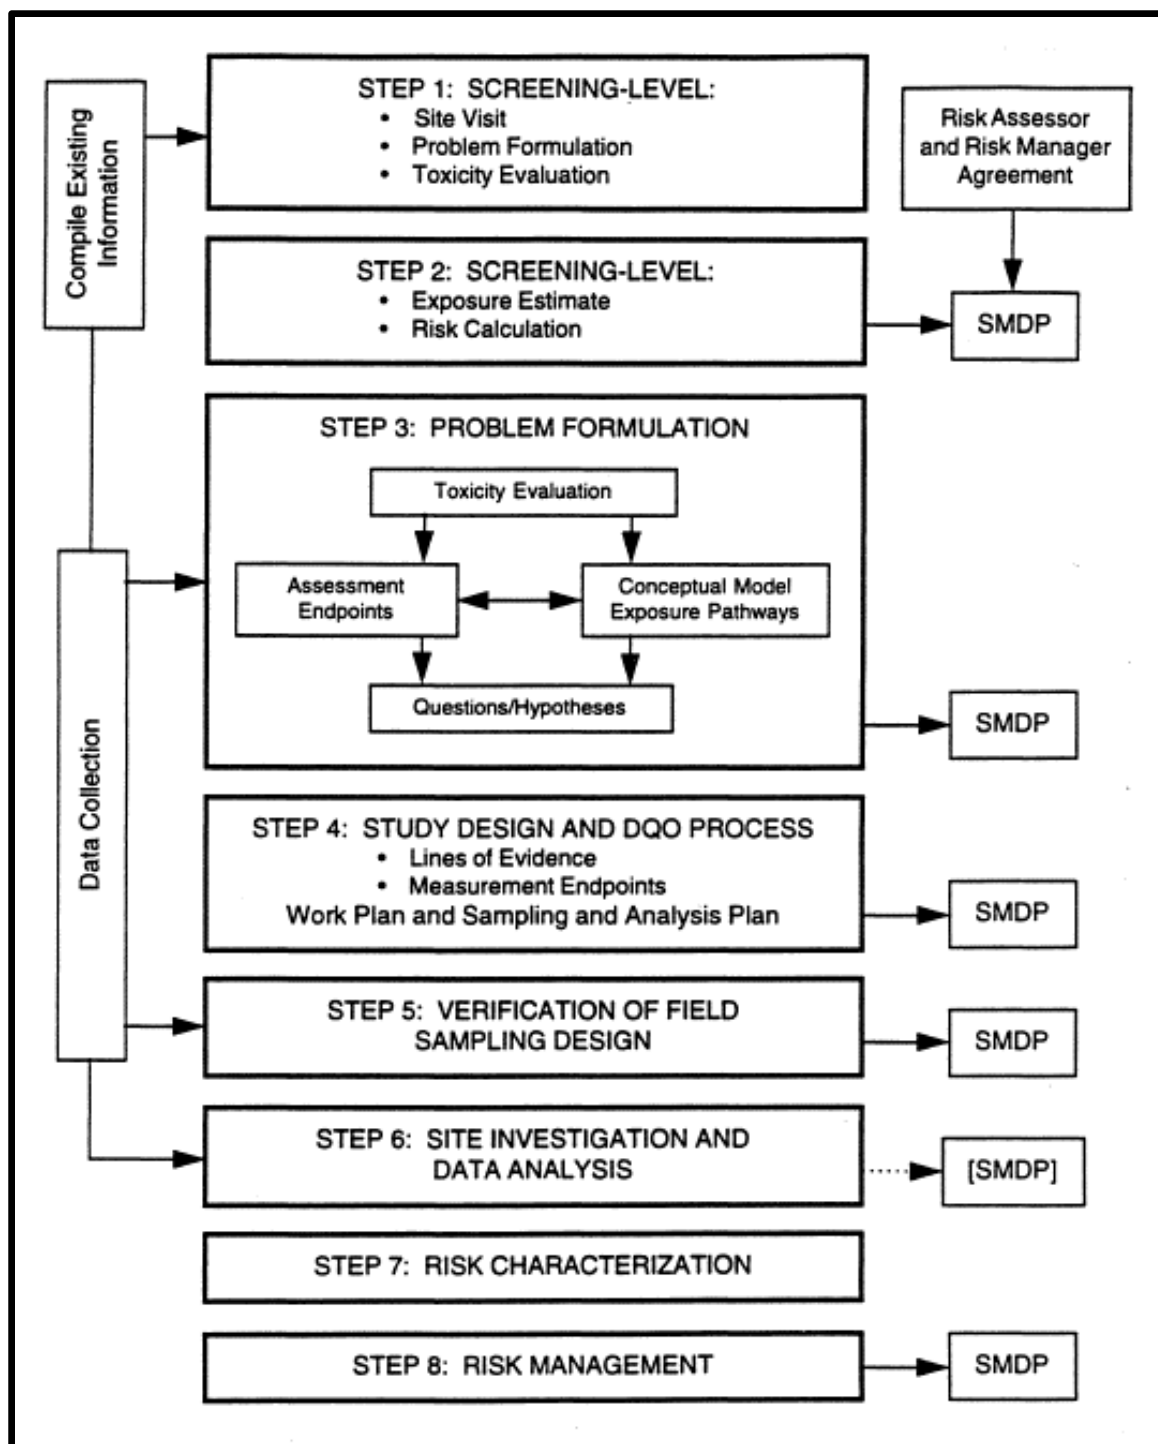 Compile Existing
Information
STEP 1: SCREENING-LEVEL:
• Site Visit
• Problem Formulation
• Toxicity Evaluation
Risk Assessor
and Risk Manager
Agreement
STEP 2: SCREENING-LEVEL:
• Exposure Estimate
• Risk Calculation
SMDP
Data Collection
STEP 3: PROBLEM FORMULATION
Toxicity Evaluation
Assessment
Endpoints
Conceptual Model
Exposure Pathways
Questions/Hypotheses
SMDP
STEP 4: STUDY DESIGN AND DQO PROCESS
• Lines of Evidence
• Measurement Endpoints
Work Plan and Sampling and Analysis Plan
SMDP
STEP 5: VERIFICATION OF FIELD
SAMPLING DESIGN
SMDP
STEP 6: SITE INVESTIGATION AND
DATA ANALYSIS
[SMDP]
STEP 7: RISK CHARACTERIZATION
STEP 8: RISK MANAGEMENT
SMDP